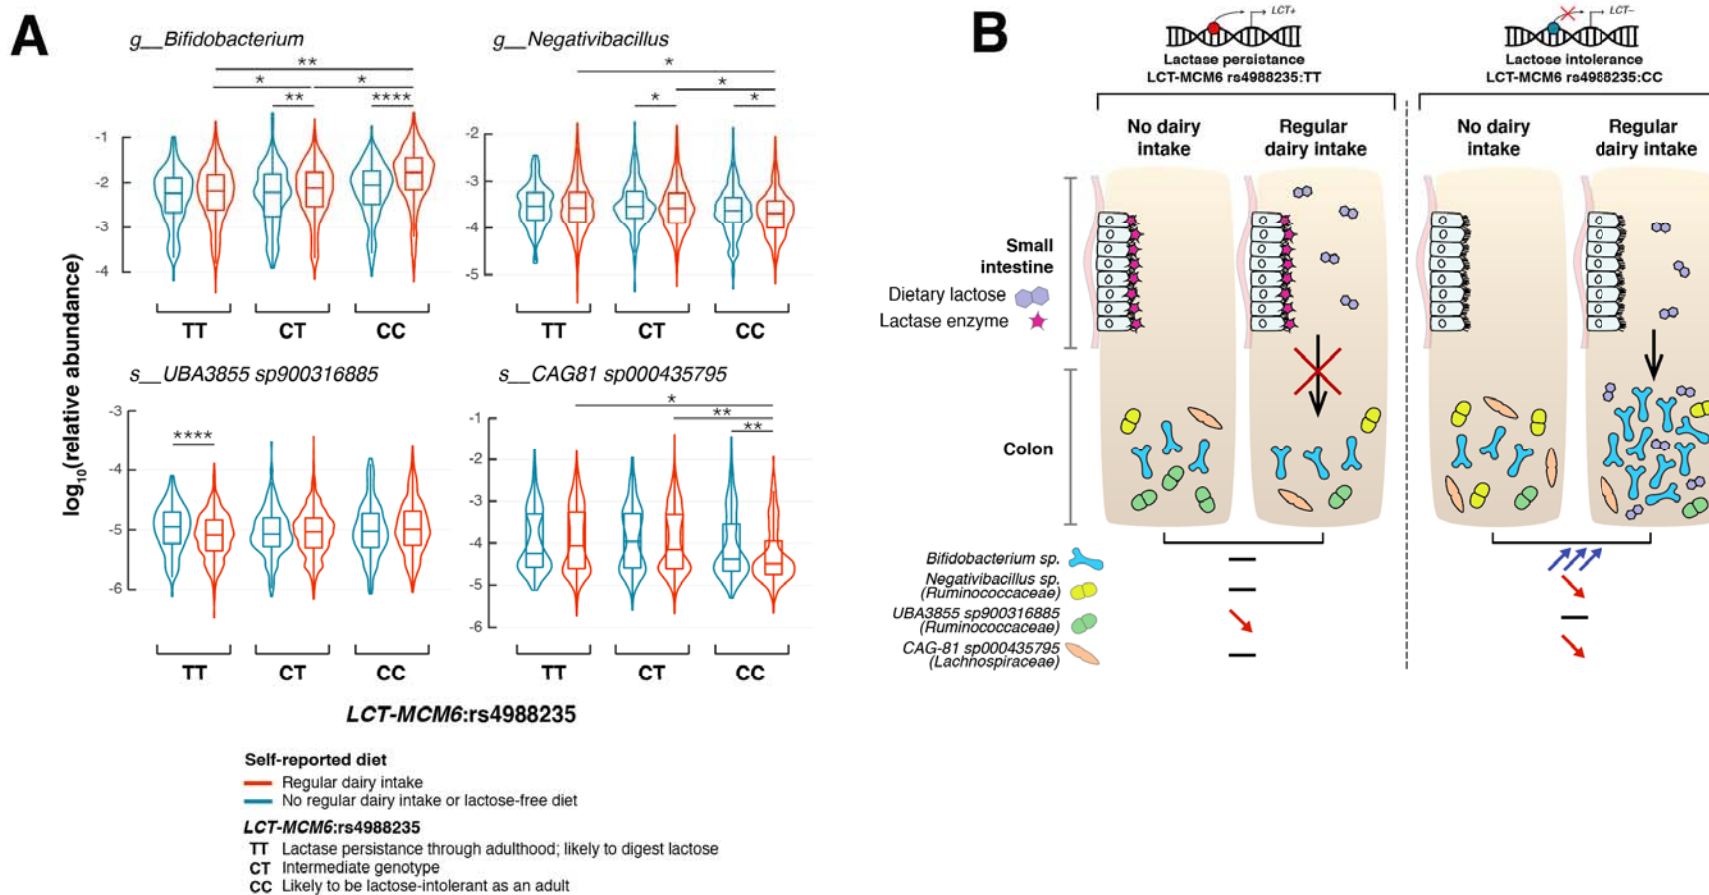 A
g__Bifidobacterium
g__Negativibacillus
**
*
*
**
****
*
*
*
*
-1
-2
-3
-4
-2
-3
-4
-5
TT
CT
CC
TT
CT
CC
log10(relative abundance)
s__UBA3855 sp900316885
s__CAG81 sp000435795
****
*
**
**
-3
-4
-5
-6
-1
-3
-4
-5
-6
TT
CT
CC
TT
CT
CC
LCT-MCM6:rs4988235
Self-reported diet
Regular dairy intake
No regular dairy intake or lactose-free diet
LCT-MCM6:rs4988235
TT Lactase persistance through adulthood; likely to digest lactose
CT Intermediate genotype
CC Likely to be lactose-intolerant as an adult
B
LCT+
Lactase persistance
LCT-MCM6 rs4988235:TT
LCT–
Lactose intolerance
LCT-MCM6 rs4988235:CC
No dairy
intake
Regular
dairy intake
No dairy
intake
Regular
dairy intake
Small
intestine
Dietary lactose
Lactase enzyme
Colon
Bifidobacterium sp.
Negativibacillus sp.
(Ruminococcaceae)
UBA3855 sp900316885
(Ruminococcaceae)
CAG-81 sp000435795
(Lachnospiraceae)